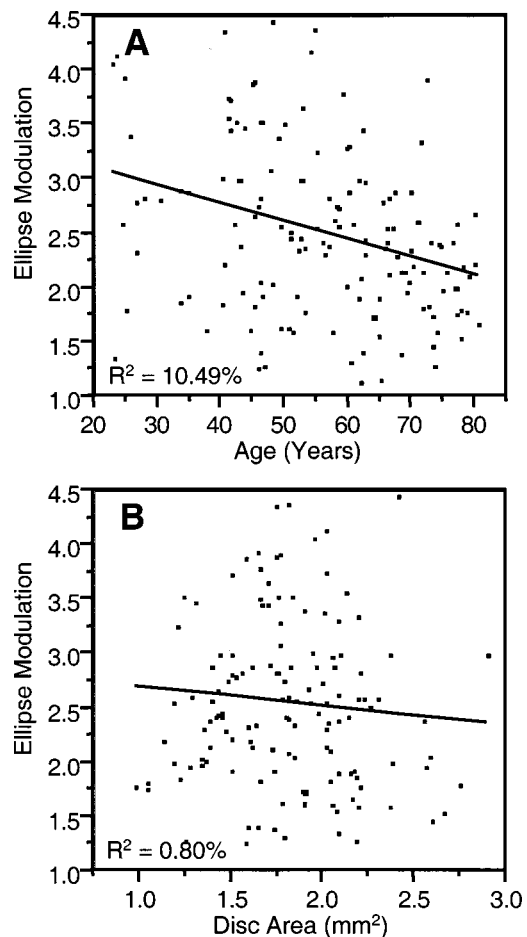 A
4.5
4.0
3.5
3.0
2.5
2.0
1.5
1.0
Ellipse Modulation
R² = 10.49%
20 30 40 50 60 70 80 90
Age (Years)
B
4.5
4.0
3.5
3.0
2.5
2.0
1.5
1.0
Ellipse Modulation
R² = 0.80%
1.0 1.5 2.0 2.5 3.0
Disc Area (mm²)